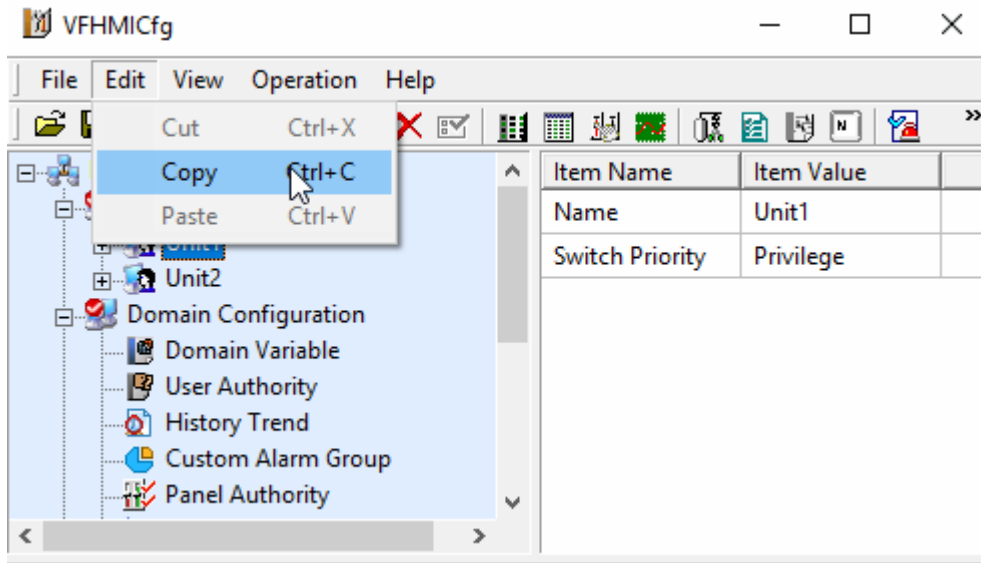 VFHMICfg
File Edit View Operation Help
Cut Ctrl+X
Copy Ctrl+C
Paste Ctrl+V
Unit1
Unit2
Domain Configuration
Domain Variable
User Authority
History Trend
Custom Alarm Group
Panel Authority
Item Name Item Value
Name Unit1
Switch Priority Privilege